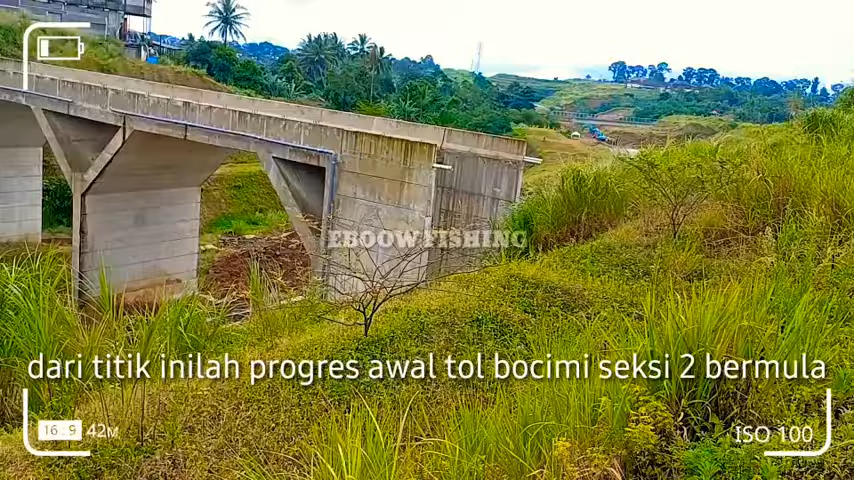 EBOOW FISHING
dari titik inilah progres awal tol bocimi seksi 2 bermula
16:9 42M
ISO 100